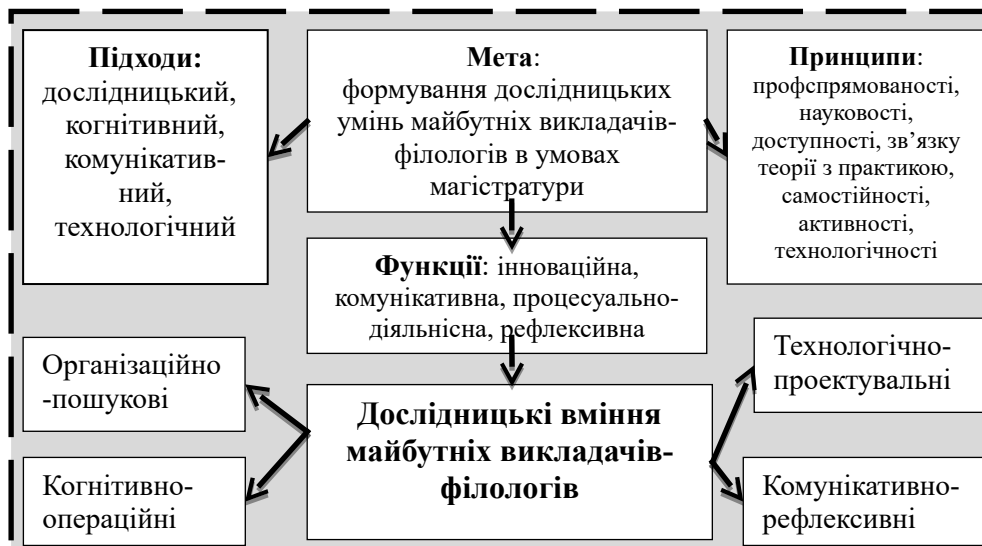 Підходи:
дослідницький,
когнітивний,
комунікатив-
ний,
технологічний
Мета:
формування дослідницьких
умінь майбутніх викладачів-
філологів в умовах
магістратури
Принципи:
профспрямованості,
науковості,
доступності, зв’язку
теорії з практикою,
самостійності,
активності,
технологічності
Функції: інноваційна,
комунікативна, процесуально-
діяльнісна, рефлексивна
Організаційно
-пошукові
Технологічно-
проектувальні
Дослідницькі вміння
майбутніх викладачів-
філологів
Когнітивно-
операційні
Комунікативно-
рефлексивні